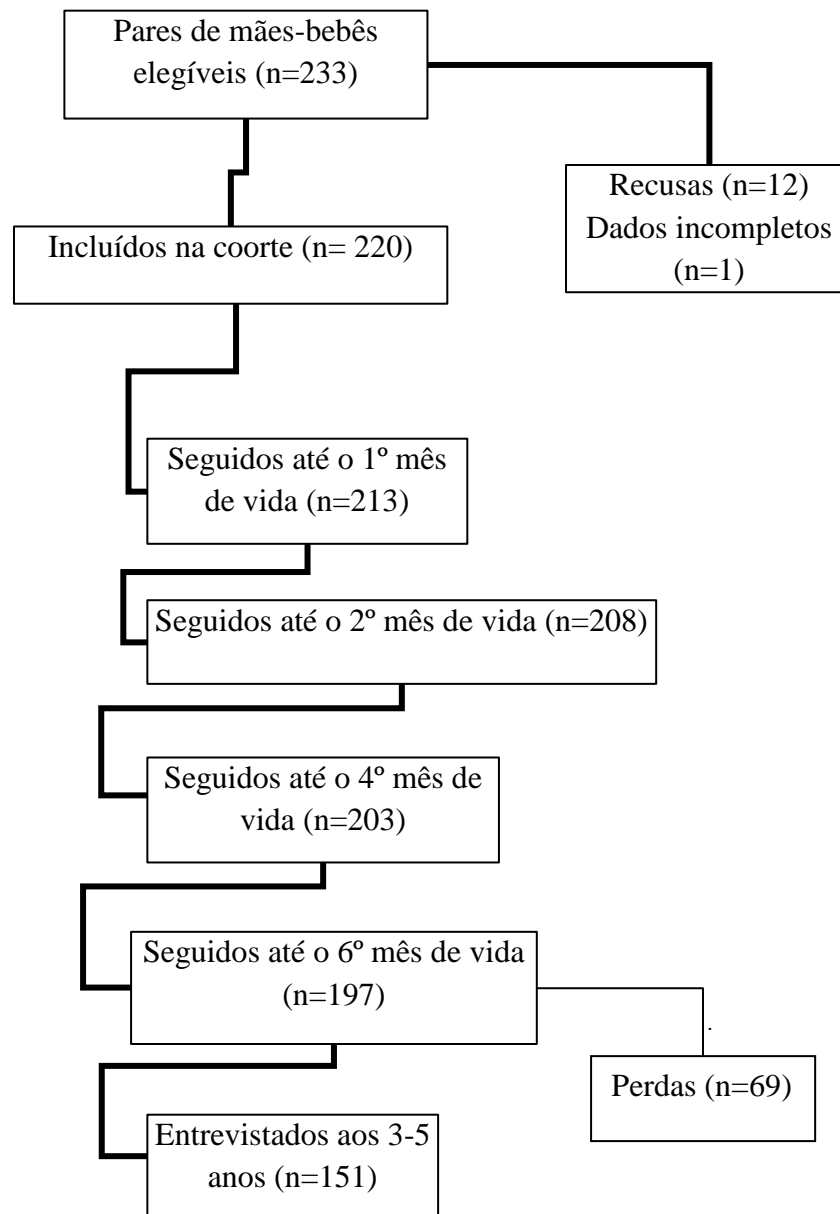 Pares de mães-bebês
elegíveis (n=233)
Recusas (n=12)
Dados incompletos
(n=1)
Incluídos na coorte (n= 220)
Seguidos até o 1º mês
de vida (n=213)
Seguidos até o 2º mês de vida (n=208)
Seguidos até o 4º mês de
vida (n=203)
Seguidos até o 6º mês de vida
(n=197)
.
Perdas (n=69)
Entrevistados aos 3-5
anos (n=151)